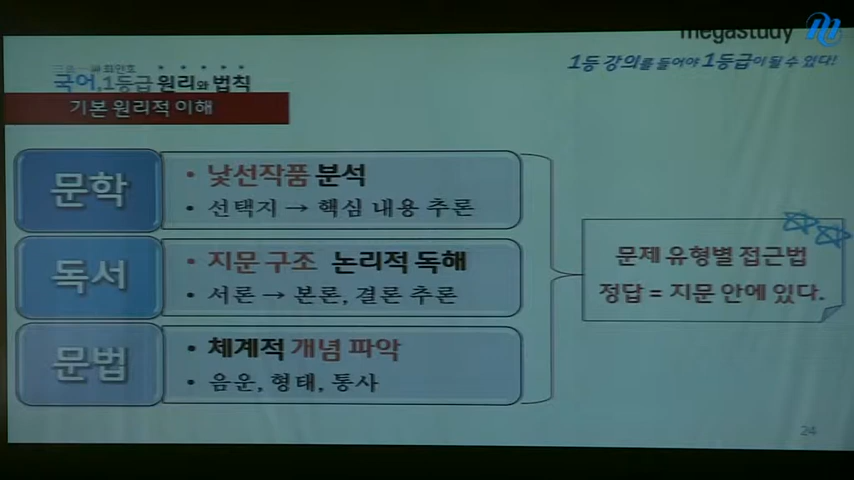 megastudy
1등 강의를 들어야 1등급이 될 수 있다!
최인호
국어, 1등급 원리와 법칙
기본 원리적 이해
문학
• 낯선작품 분석
• 선택지 → 핵심 내용 추론
독서
• 지문 구조 논리적 독해
• 서론 → 본론, 결론 추론
문법
• 체계적 개념 파악
• 음운, 형태, 통사
문제 유형별 접근법
정답 = 지문 안에 있다.
24